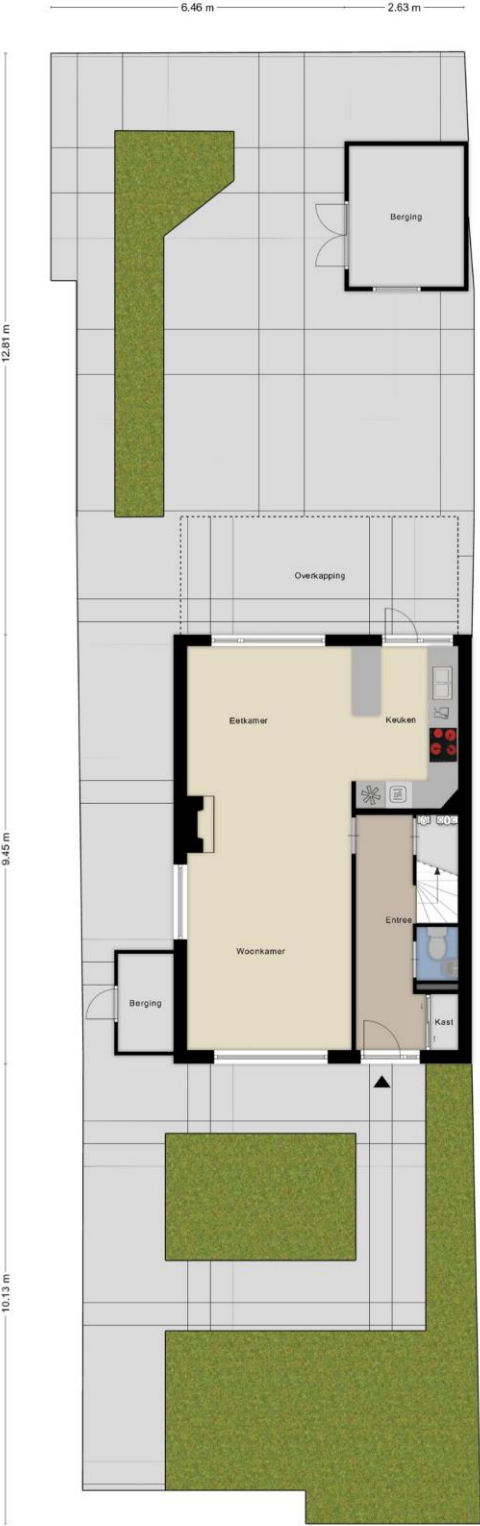 6.46 m
2.63 m
Berging
12.81 m
Overkapping
Eetkamer
Keuken
9.45 m
Entree
Woonkamer
Berging
Kast
10.13 m